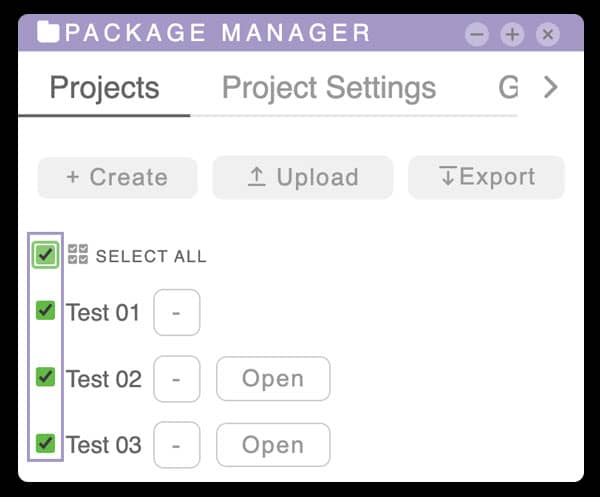 PACKAGE MANAGER
Projects Project Settings G
+ Create Upload Export
SELECT ALL
Test 01 -
Test 02 - Open
Test 03 - Open